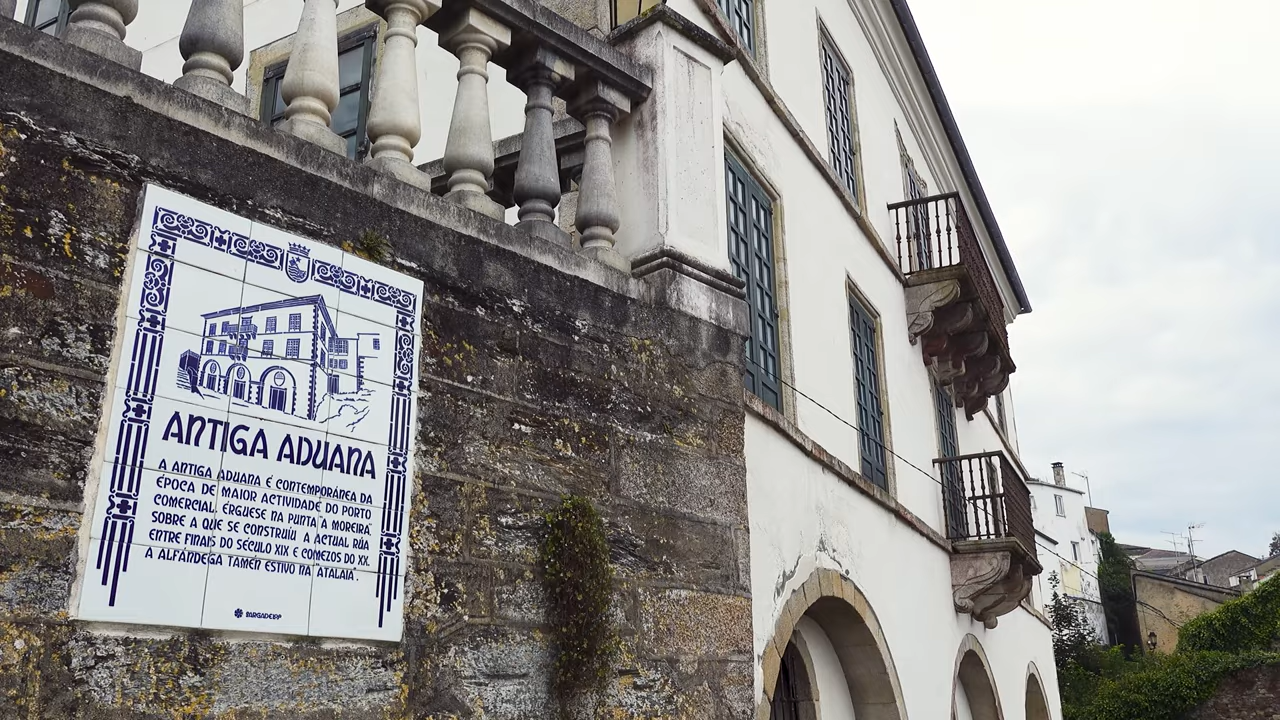 ANTIGA ADUANA
A ANTIGA ADUANA É CONTEMPORÁNEA DA
ÉPOCA DE MAIOR ACTIVIDADE DO PORTO
COMERCIAL. ÉRGUESE NA PUNTA A MOREIRA,
SOBRE A QUE SE CONSTRUÍU A ACTUAL RÚA
ENTRE FINAIS DO SÉCULO XIX E COMEZOS DO XX.
A ALFÁNDEGA TAMÉN ESTIVO NA "ATALAIA".
SARGADELOS